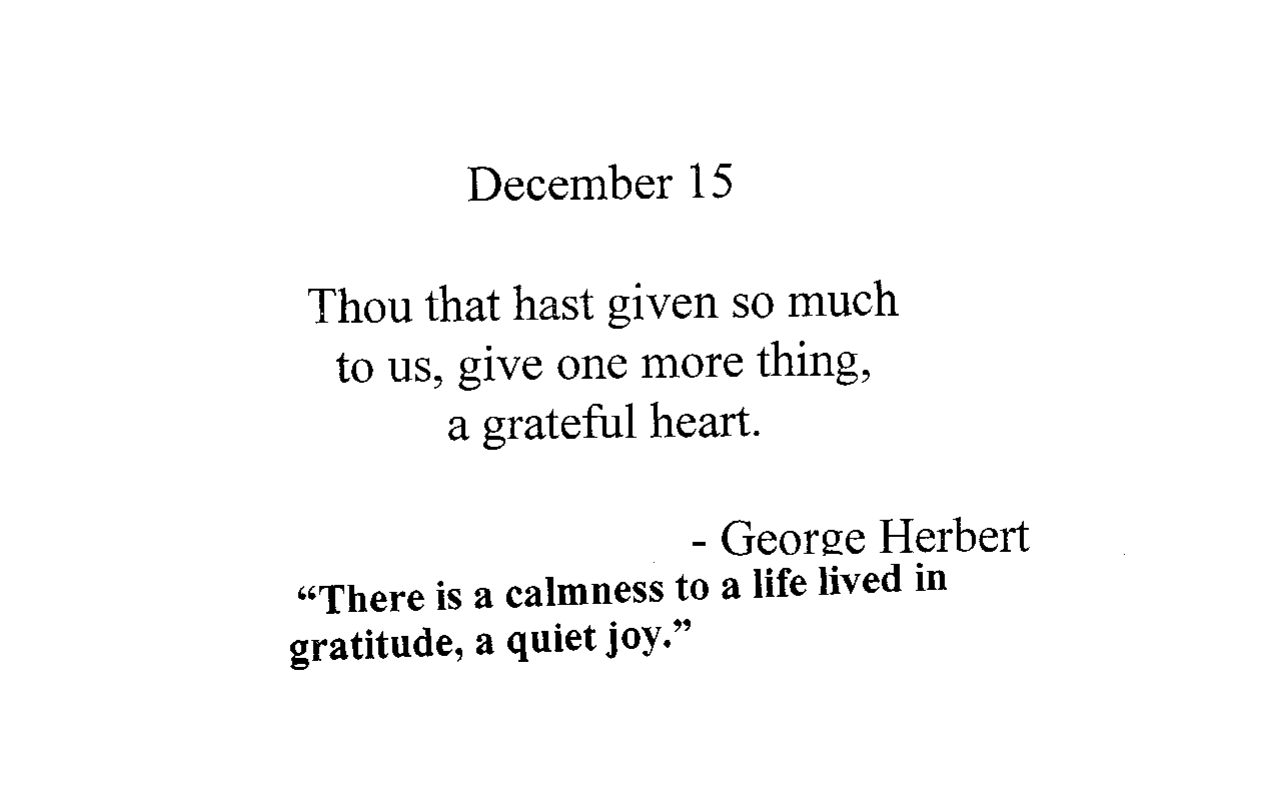 December 15
Thou that hast given so much
to us, give one more thing,
a grateful heart.
- George Herbert
“There is a calmness to a life lived in
gratitude, a quiet joy.”